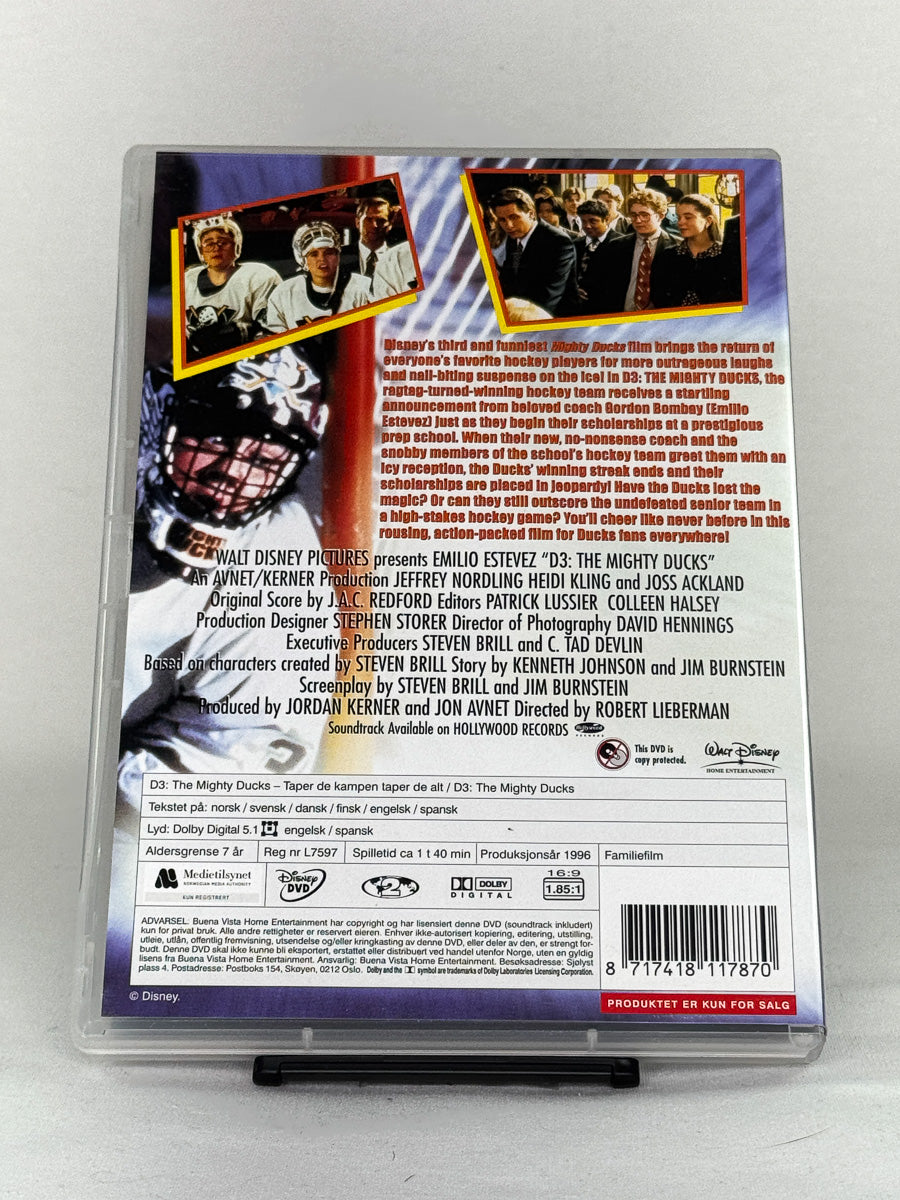 Disney's third and funniest Mighty Ducks film brings the return of
everyone's favorite hockey players for more outrageous laughs
and nail-biting suspense on the ice! In D3: THE MIGHTY DUCKS, the
ragtag-turned-winning hockey team receives a startling
announcement from beloved coach Gordon Bombay (Emilio
Estevez) just as they begin their scholarships at a prestigious
prep school. When their new, no-nonsense coach and the
snobby members of the school's hockey team greet them with an
icy reception, the Ducks' winning streak ends and their
scholarships are placed in jeopardy! Have the Ducks lost the
magic? Or can they still outscore the undefeated senior team in
a high-stakes hockey game? You'll cheer like never before in this
rousing, action-packed film for Ducks fans everywhere!
WALT DISNEY PICTURES presents EMILIO ESTEVEZ "D3: THE MIGHTY DUCKS"
An AVNET/KERNER Production JEFFREY NORDLING HEIDI KLING and JOSS ACKLAND
Original Score by J.A.C. REDFORD Editors PATRICK LUSSIER COLLEEN HALSEY
Production Designer STEPHEN STORER Director of Photography DAVID HENNINGS
Executive Producers STEVEN BRILL and C. TAD DEVLIN
Based on characters created by STEVEN BRILL Story by KENNETH JOHNSON and JIM BURNSTEIN
Screenplay by STEVEN BRILL and JIM BURNSTEIN
Produced by JORDAN KERNER and JON AVNET Directed by ROBERT LIEBERMAN
Soundtrack Available on HOLLYWOOD RECORDS
This DVD is
copy protected.
WALT DISNEY
HOME ENTERTAINMENT
D3: The Mighty Ducks – Taper de kampen taper de alt / D3: The Mighty Ducks
Tekstet på: norsk / svensk / dansk / finsk / engelsk / spansk
Lyd: Dolby Digital 5.1 engelsk / spansk
Aldersgrense 7 år Reg nr L7597 Spilletid ca 1 t 40 min Produksjonsår 1996 Familiefilm
Medietilsynet
NORWEGIAN MEDIA AUTHORITY
KUN REGISTRERT
Disney
DVD
2
DOLBY
DIGITAL
16:9
1.85:1
ADVARSEL: Buena Vista Home Entertainment har copyright og har lisensiert denne DVD (soundtrack inkludert)
kun for privat bruk. Alle andre rettigheter er reservert eieren. Enhver ikke-autorisert kopiering, editering, utstilling,
utleie, utlån, offentlig fremvisning, utsendelse og/eller kringkasting av denne DVD, eller deler av den, er strengt for-
budt. Denne DVD skal ikke kunne bli eksportert, erstattet eller distribuert ved handel utenfor Norge, uten en gyldig
lisens fra Buena Vista Home Entertainment. Ansvarlig: Buena Vista Home Entertainment. Besøksadresse: Sjølyst
plass 4. Postadresse: Postboks 154, Skøyen, 0212 Oslo. Dolby and the symbol are trademarks of Dolby Laboratories Licensing Corporation.
8 717418 117870
© Disney.
PRODUKTET ER KUN FOR SALG